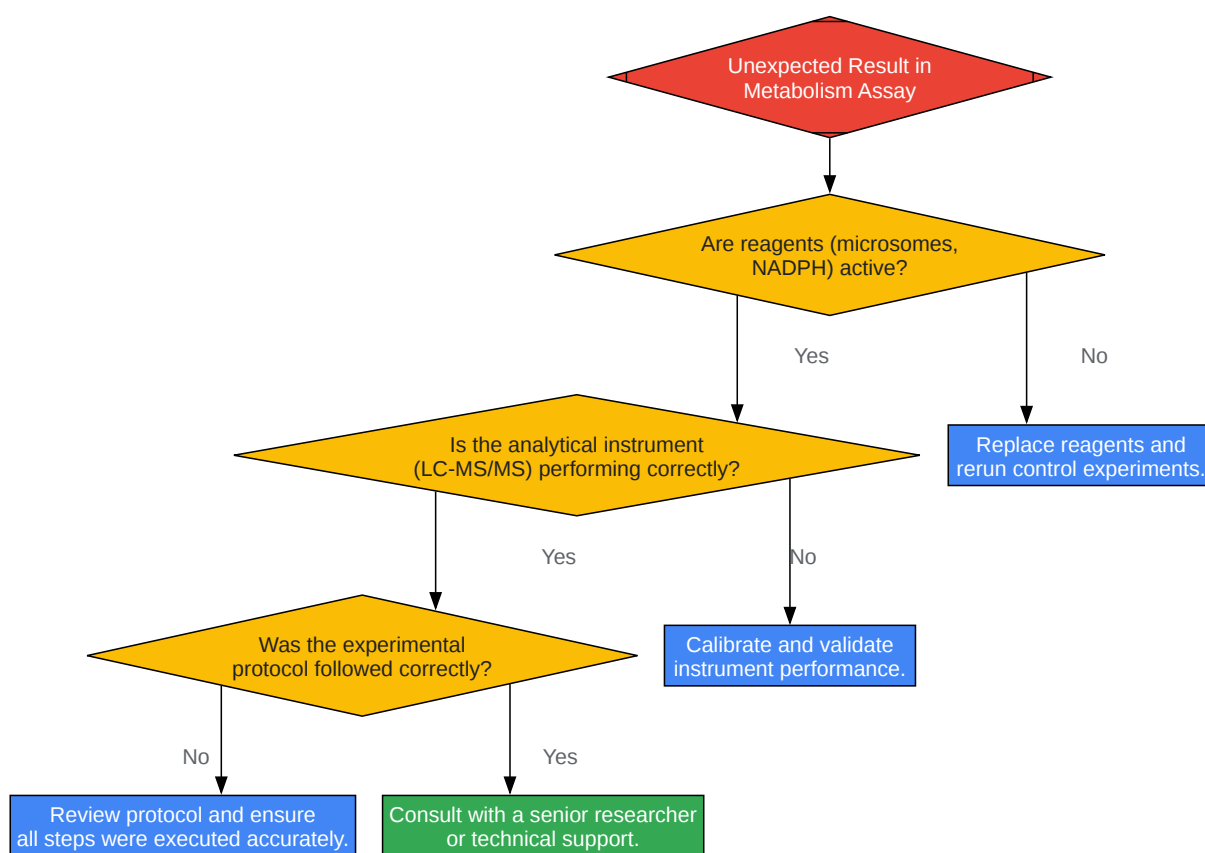 Unexpected Result in
Metabolism Assay
Are reagents (microsomes,
NADPH) active?
Yes
No
Is the analytical instrument
(LC-MS/MS) performing correctly?
Replace reagents and
rerun control experiments.
Yes
No
Was the experimental
protocol followed correctly?
Calibrate and validate
instrument performance.
No
Yes
Review protocol and ensure
all steps were executed accurately.
Consult with a senior researcher
or technical support.